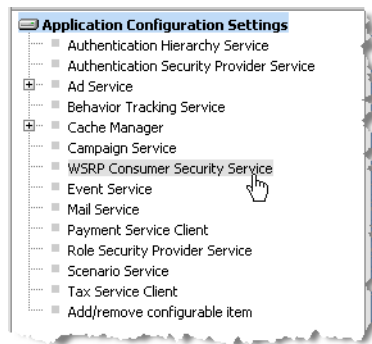 Application Configuration Settings
Authentication Hierarchy Service
Authentication Security Provider Service
Ad Service
Behavior Tracking Service
Cache Manager
Campaign Service
WSRP Consumer Security Service
Event Service
Mail Service
Payment Service Client
Role Security Provider Service
Scenario Service
Tax Service Client
Add/remove configurable item